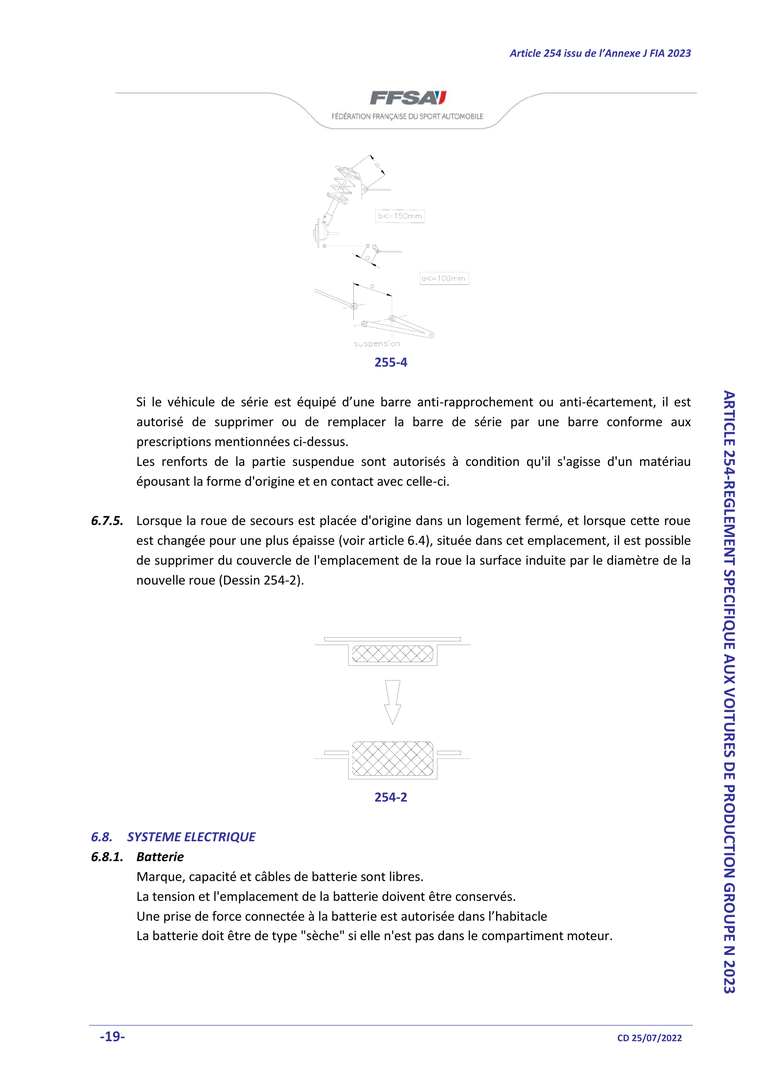 Article 254 issu de l’Annexe J FIA 2023
FFSA
FÉDÉRATION FRANÇAISE DU SPORT AUTOMOBILE
b
b<=150mm
a
a<=100mm
a
suspension
255-4
Si le véhicule de série est équipé d’une barre anti-rapprochement ou anti-écartement, il est
autorisé de supprimer ou de remplacer la barre de série par une barre conforme aux
prescriptions mentionnées ci-dessus.
Les renforts de la partie suspendue sont autorisés à condition qu'il s'agisse d'un matériau
épousant la forme d'origine et en contact avec celle-ci.
6.7.5. Lorsque la roue de secours est placée d'origine dans un logement fermé, et lorsque cette roue
est changée pour une plus épaisse (voir article 6.4), située dans cet emplacement, il est possible
de supprimer du couvercle de l'emplacement de la roue la surface induite par le diamètre de la
nouvelle roue (Dessin 254-2).
254-2
6.8. SYSTEME ELECTRIQUE
6.8.1. Batterie
Marque, capacité et câbles de batterie sont libres.
La tension et l'emplacement de la batterie doivent être conservés.
Une prise de force connectée à la batterie est autorisée dans l’habitacle
La batterie doit être de type "sèche" si elle n'est pas dans le compartiment moteur.
ARTICLE 254-REGLEMENT SPECIFIQUE AUX VOITURES DE PRODUCTION GROUPE N 2023
-19-
CD 25/07/2022